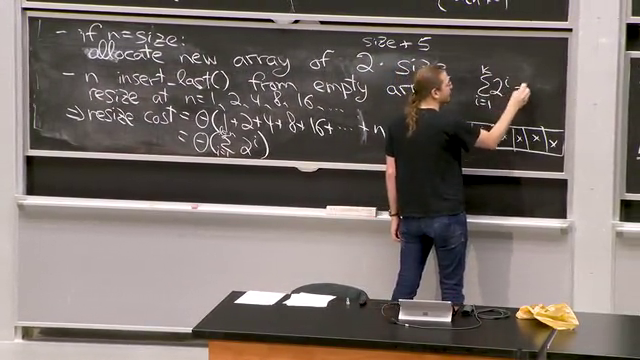 - if n = size:
allocate new array of 2 · size
size + 5
- n insert_last() from empty
resize at n = 1, 2, 4, 8, 16, ...
⇒ resize cost = Θ(1 + 2 + 4 + 8 + 16 + ... + n
= Θ(∑ 2^i)
k
∑ 2^i =
i=1
x x x